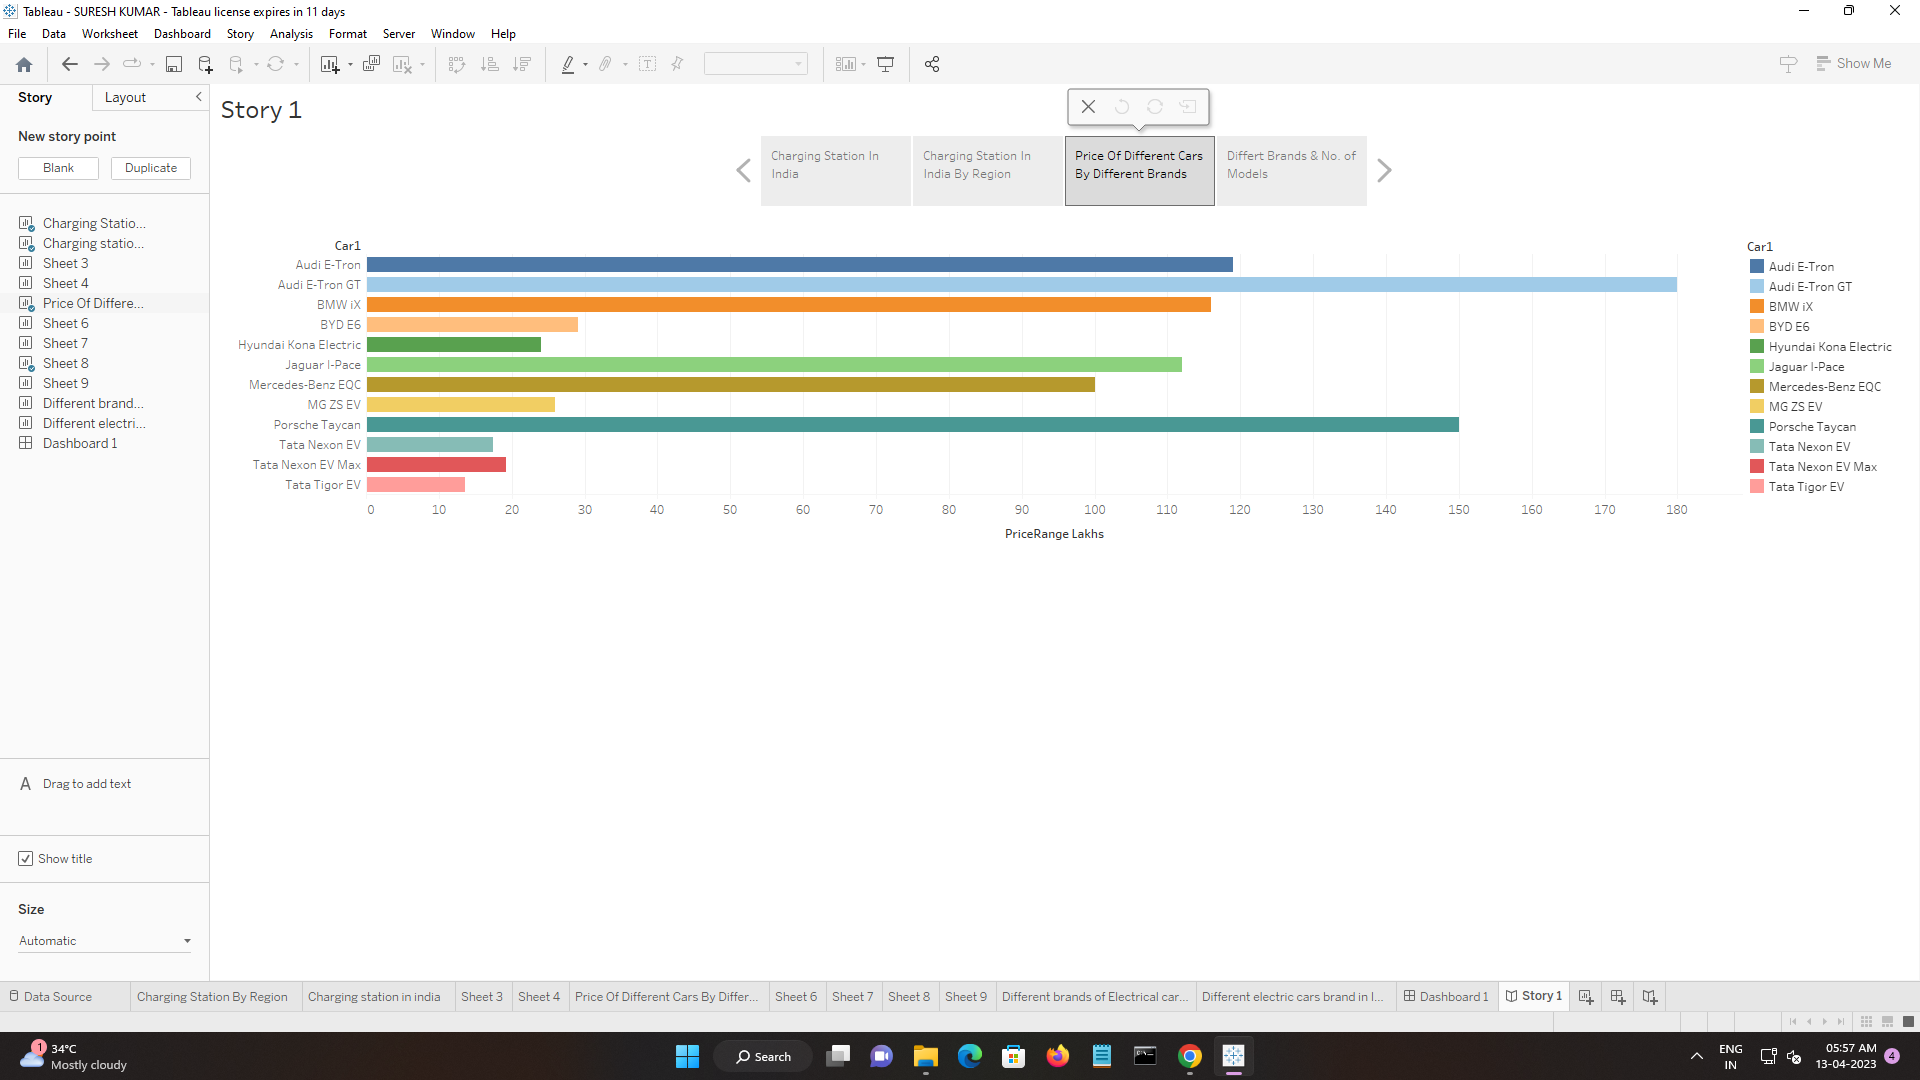 Tableau - SURESH KUMAR - Tableau license expires in 11 days
File Data Worksheet Dashboard Story Analysis Format Server Window Help
Show Me
Story Layout
New story point
Blank Duplicate
Charging Statio...
Charging statio...
Sheet 3
Sheet 4
Price Of Differe...
Sheet 6
Sheet 7
Sheet 8
Sheet 9
Different brand...
Different electri...
Dashboard 1
A Drag to add text
Show title
Size
Automatic
Story 1
Charging Station In
India
Charging Station In
India By Region
Price Of Different Cars
By Different Brands
Differt Brands & No. of
Models
Car1
Audi E-Tron
Audi E-Tron GT
BMW iX
BYD E6
Hyundai Kona Electric
Jaguar I-Pace
Mercedes-Benz EQC
MG ZS EV
Porsche Taycan
Tata Nexon EV
Tata Nexon EV Max
Tata Tigor EV
0 10 20 30 40 50 60 70 80 90 100 110 120 130 140 150 160 170 180
PriceRange Lakhs
Car1
Audi E-Tron
Audi E-Tron GT
BMW iX
BYD E6
Hyundai Kona Electric
Jaguar I-Pace
Mercedes-Benz EQC
MG ZS EV
Porsche Taycan
Tata Nexon EV
Tata Nexon EV Max
Tata Tigor EV
Data Source Charging Station By Region Charging station in india Sheet 3 Sheet 4 Price Of Different Cars By Differ... Sheet 6 Sheet 7 Sheet 8 Sheet 9 Different brands of Electrical car... Different electric cars brand in I... Dashboard 1 Story 1
1
34°C
Mostly cloudy
Search
ENG
IN
05:57 AM
13-04-2023
4